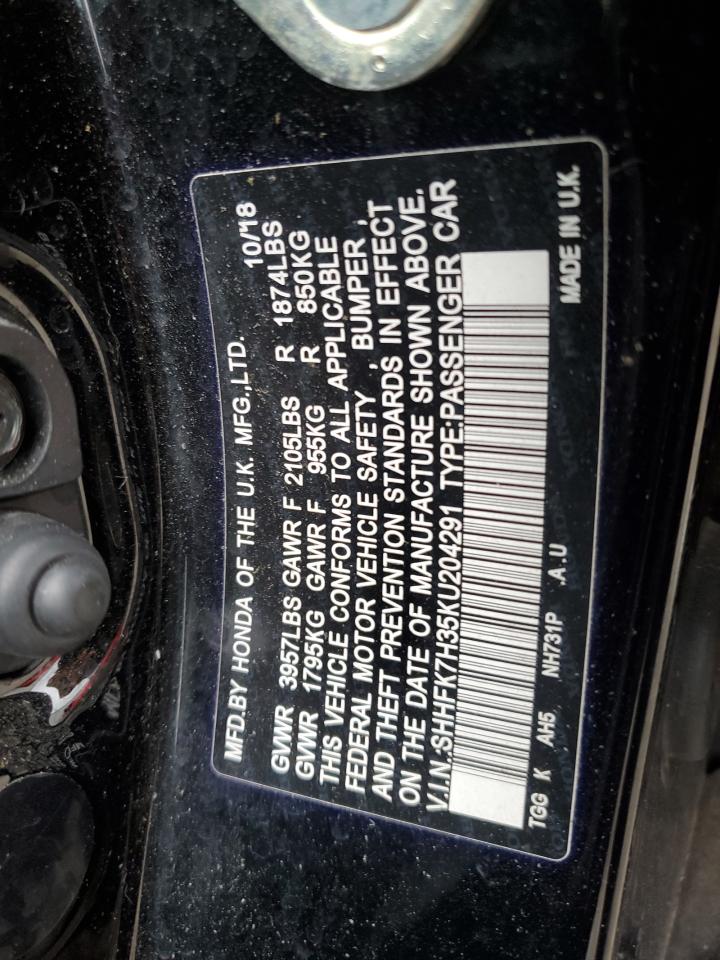 MFD.BY HONDA OF THE U.K. MFG.,LTD. 10/18
GVWR 3957LBS GAWR F 2105LBS R 1874LBS
GVWR 1795KG GAWR F 955KG R 850KG
THIS VEHICLE CONFORMS TO ALL APPLICABLE
FEDERAL MOTOR VEHICLE SAFETY , BUMPER ,
AND THEFT PREVENTION STANDARDS IN EFFECT
ON THE DATE OF MANUFACTURE SHOWN ABOVE.
V.I.N.:SHHFK7H35KU204291 TYPE:PASSENGER CAR
TGG K AH5 NH731P .A.U MADE IN U.K.